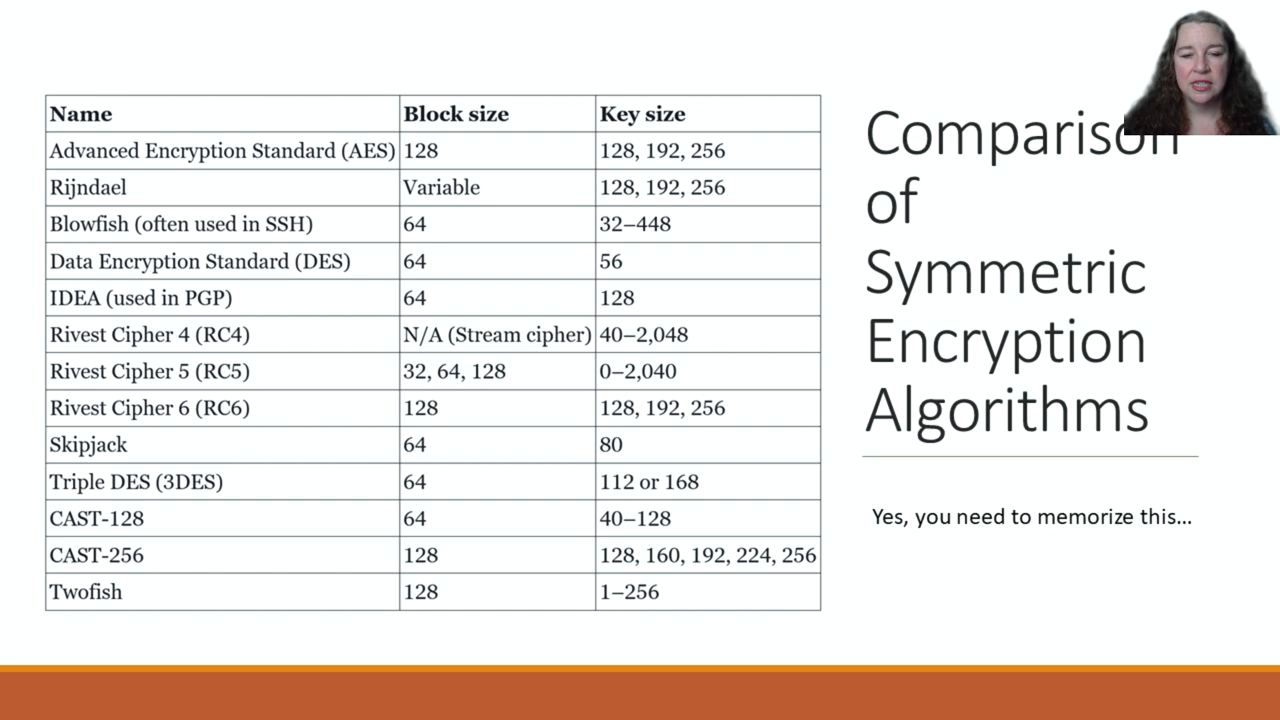 Name Block size Key size
Advanced Encryption Standard (AES) 128 128, 192, 256
Rijndael Variable 128, 192, 256
Blowfish (often used in SSH) 64 32–448
Data Encryption Standard (DES) 64 56
IDEA (used in PGP) 64 128
Rivest Cipher 4 (RC4) N/A (Stream cipher) 40–2,048
Rivest Cipher 5 (RC5) 32, 64, 128 0–2,040
Rivest Cipher 6 (RC6) 128 128, 192, 256
Skipjack 64 80
Triple DES (3DES) 64 112 or 168
CAST-128 64 40–128
CAST-256 128 128, 160, 192, 224, 256
Twofish 128 1–256
Comparison
of
Symmetric
Encryption
Algorithms
Yes, you need to memorize this...